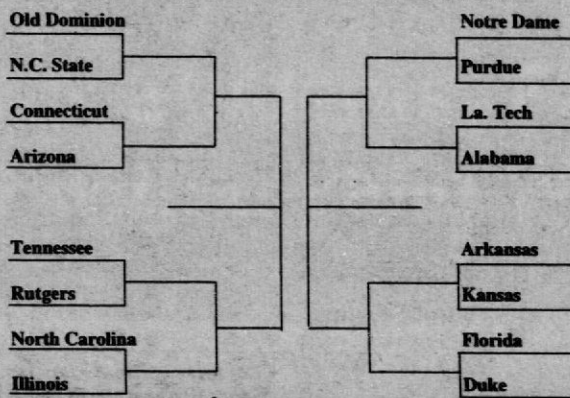 Old Dominion
N.C. State
Connecticut
Arizona
Tennessee
Rutgers
North Carolina
Illinois
Notre Dame
Purdue
La. Tech
Alabama
Arkansas
Kansas
Florida
Duke